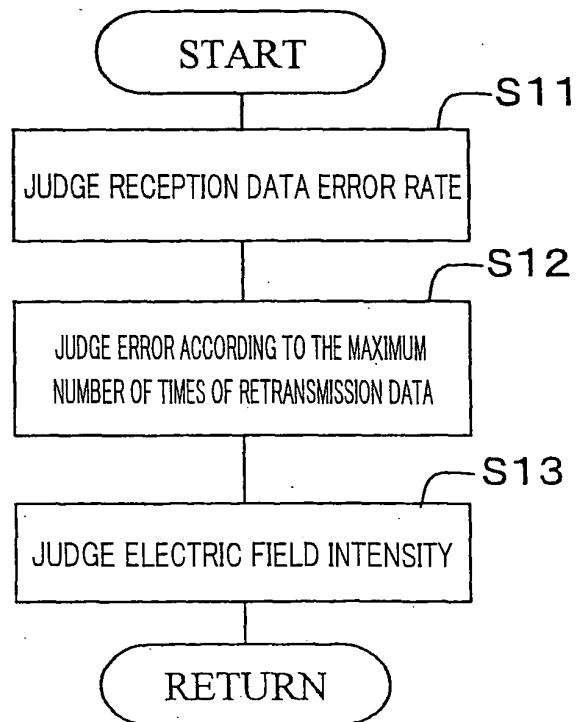 START
S11
JUDGE RECEPTION DATA ERROR RATE
S12
JUDGE ERROR ACCORDING TO THE MAXIMUM
NUMBER OF TIMES OF RETRANSMISSION DATA
S13
JUDGE ELECTRIC FIELD INTENSITY
RETURN